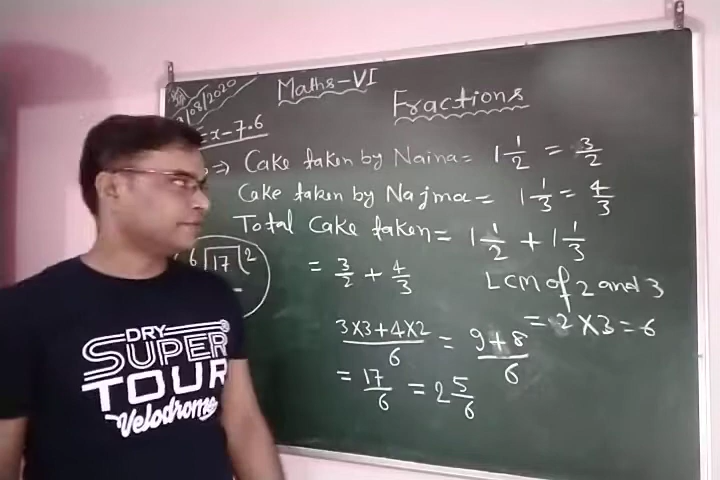 Maths-VI
/08/2020
Fractions
Ex-7.6
⇒ Cake taken by Naina = 1 1/2 = 3/2
Cake taken by Najma = 1 1/3 = 4/3
Total Cake taken = 1 1/2 + 1 1/3
6 17 2
= 3/2 + 4/3
LCM of 2 and 3
= 2 X 3 = 6
3X3+4X2/6 = 9+8/6
= 17/6 = 2 5/6
DRY
SUPER
TOUR
Velodrome